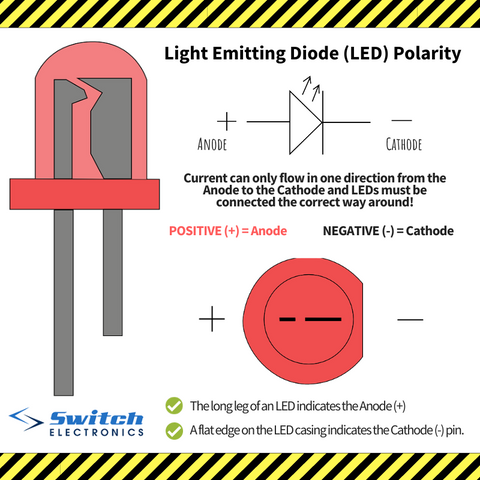 Light Emitting Diode (LED) Polarity
+
—
Anode
Cathode
Current can only flow in one direction from the
Anode to the Cathode and LEDs must be
connected the correct way around!
POSITIVE (+) = Anode
NEGATIVE (-) = Cathode
+
—
The long leg of an LED indicates the Anode (+)
A flat edge on the LED casing indicates the Cathode (-) pin.
Switch
ELECTRONICS